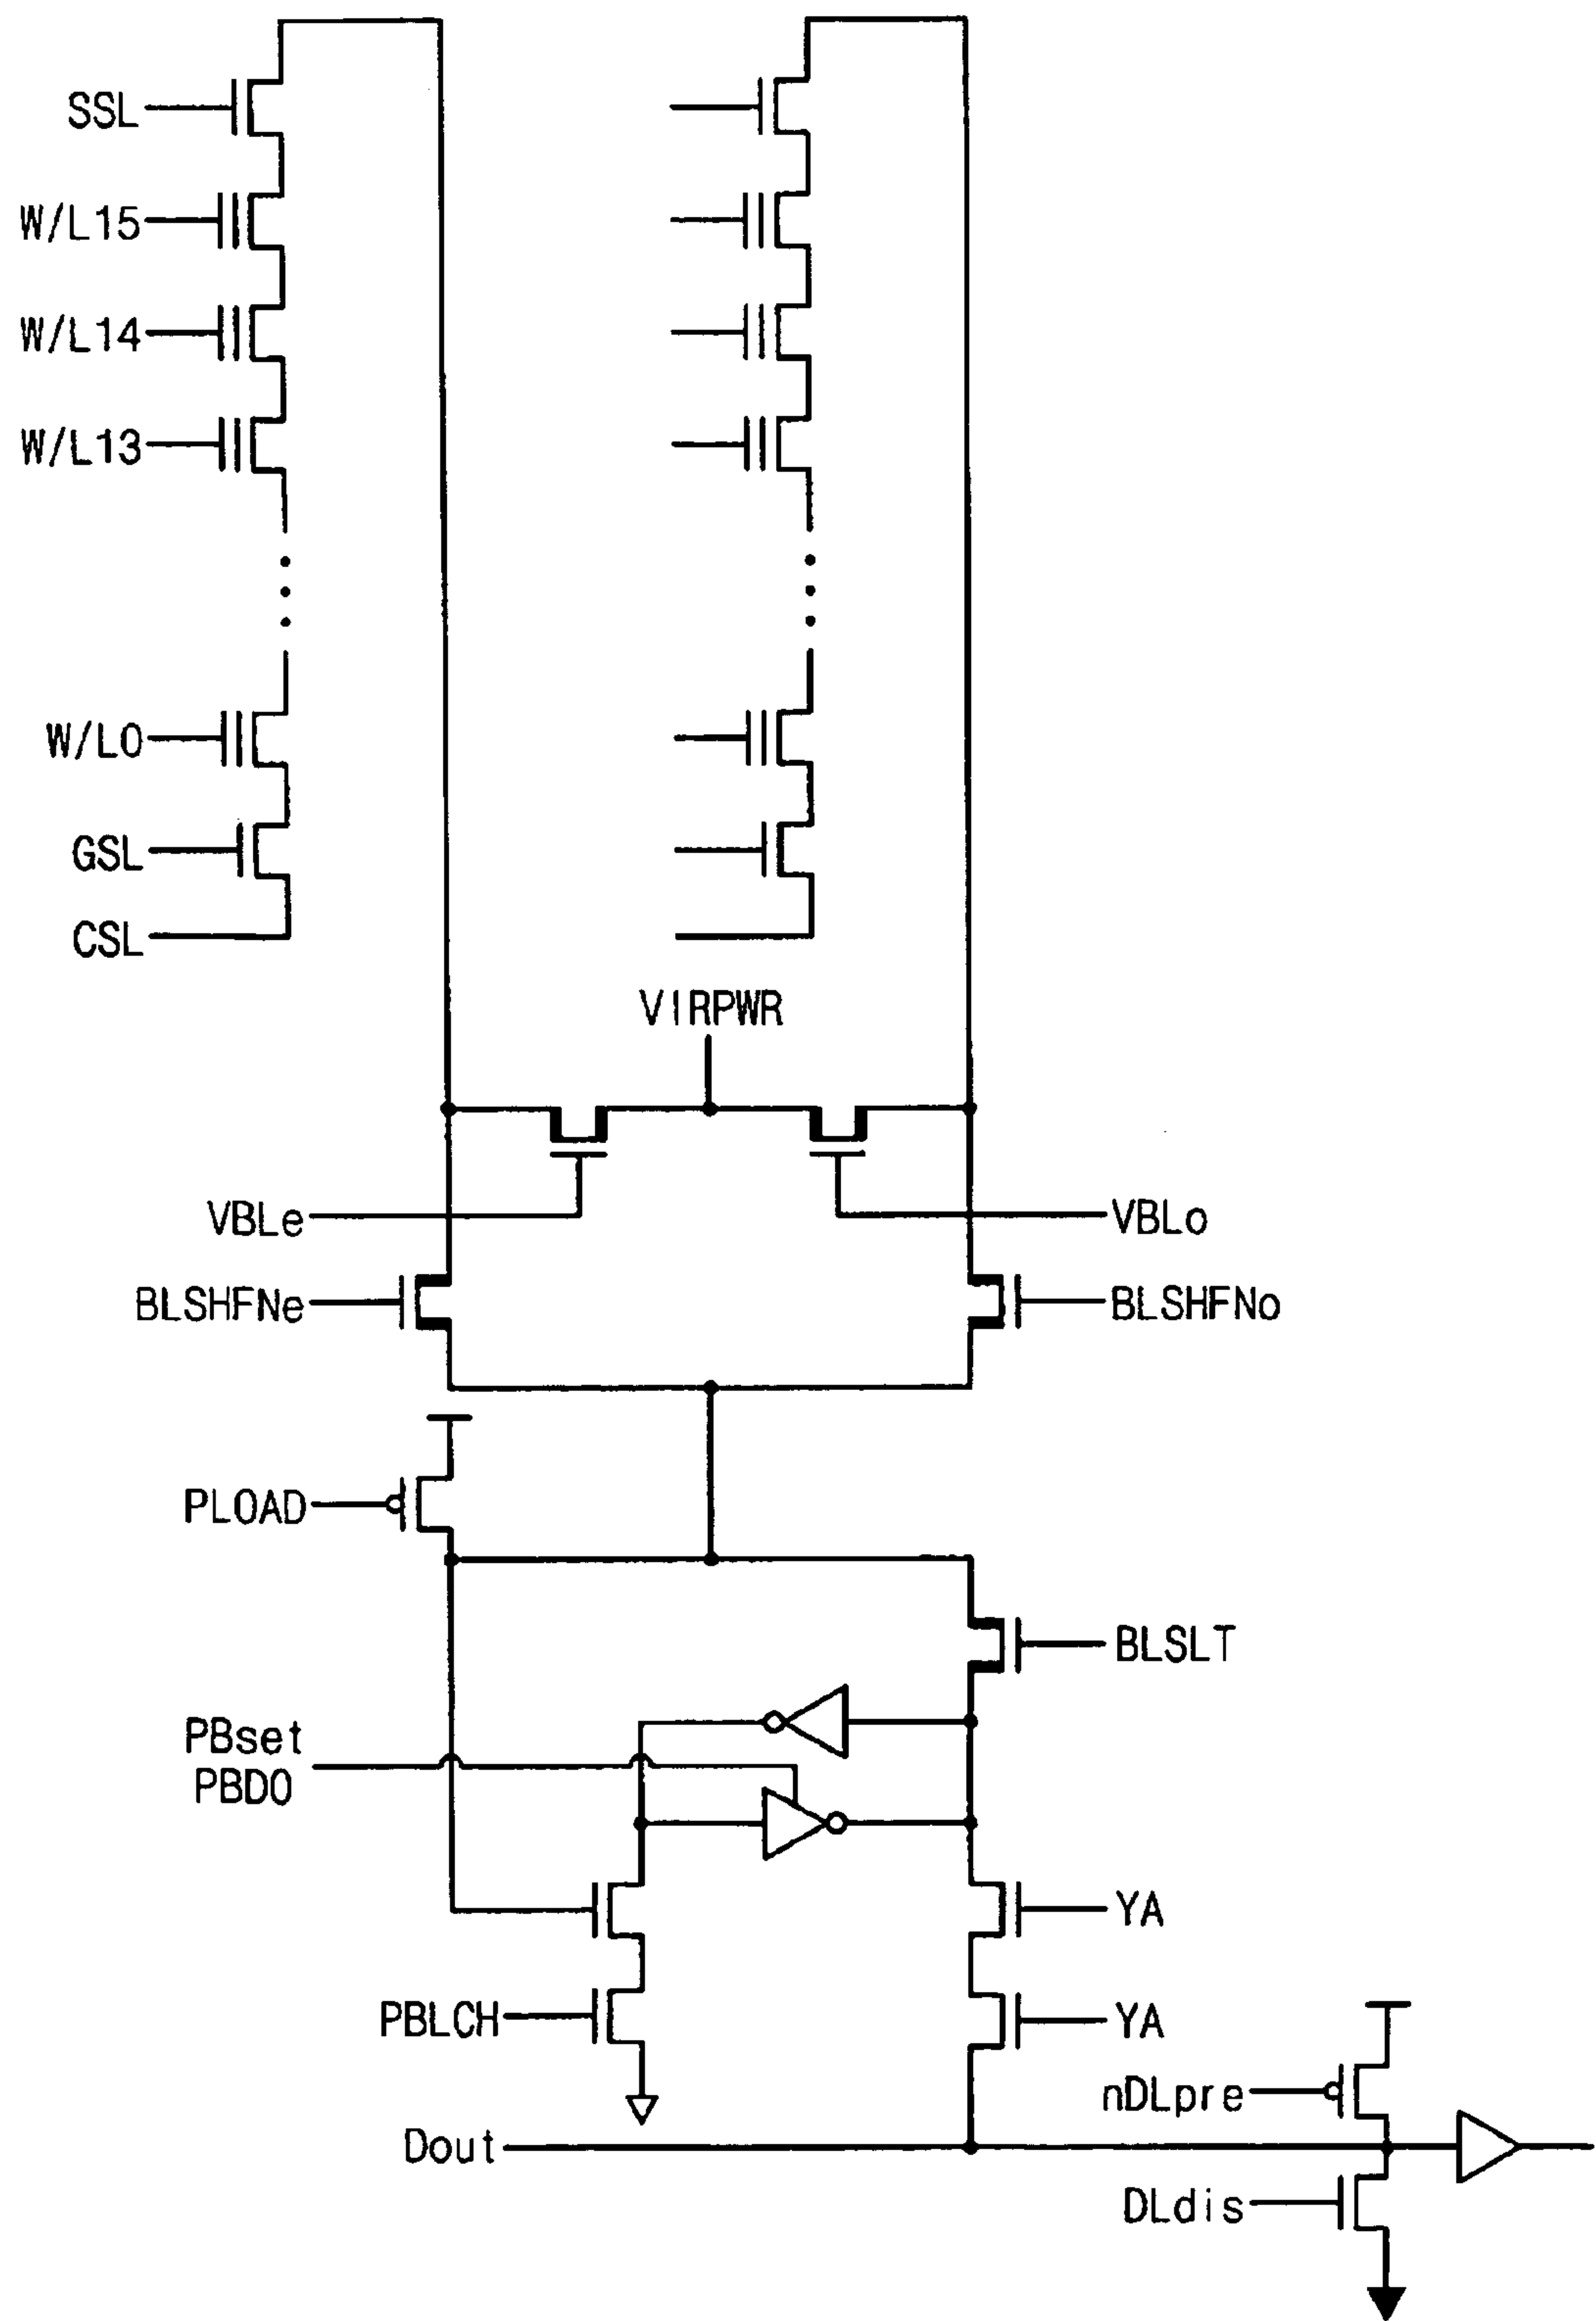 SSL
W/L15
W/L14
W/L13
W/L0
GSL
CSL
VIRPWR
VBLe
VBLo
BLSHFNe
BLSHFNo
PLOAD
BLSLT
PBset
PBDO
YA
PBLCH
YA
nDLpre
Dout
DLdis